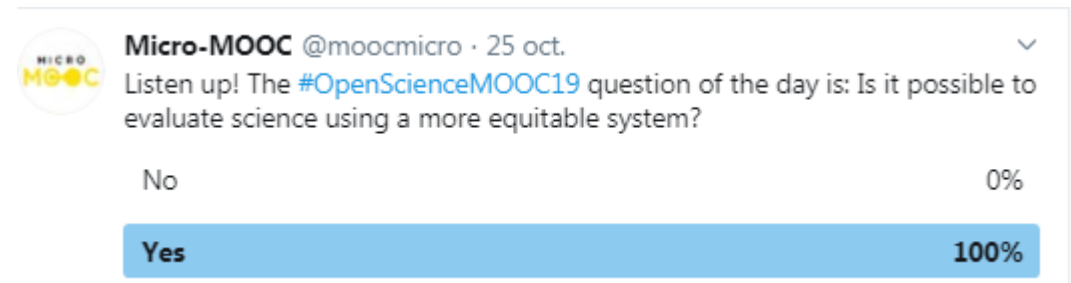 MICRO
MOOC
Micro-MOOC @moocmicro · 25 oct.
Listen up! The #OpenScienceMOOC19 question of the day is: Is it possible to
evaluate science using a more equitable system?
No 0%
Yes 100%